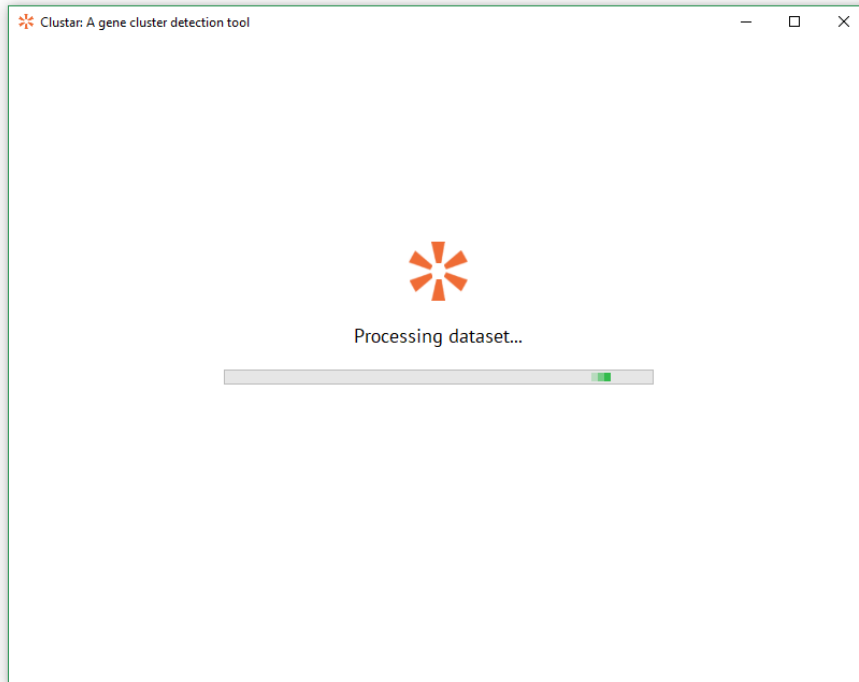 Clustar: A gene cluster detection tool
Processing dataset...